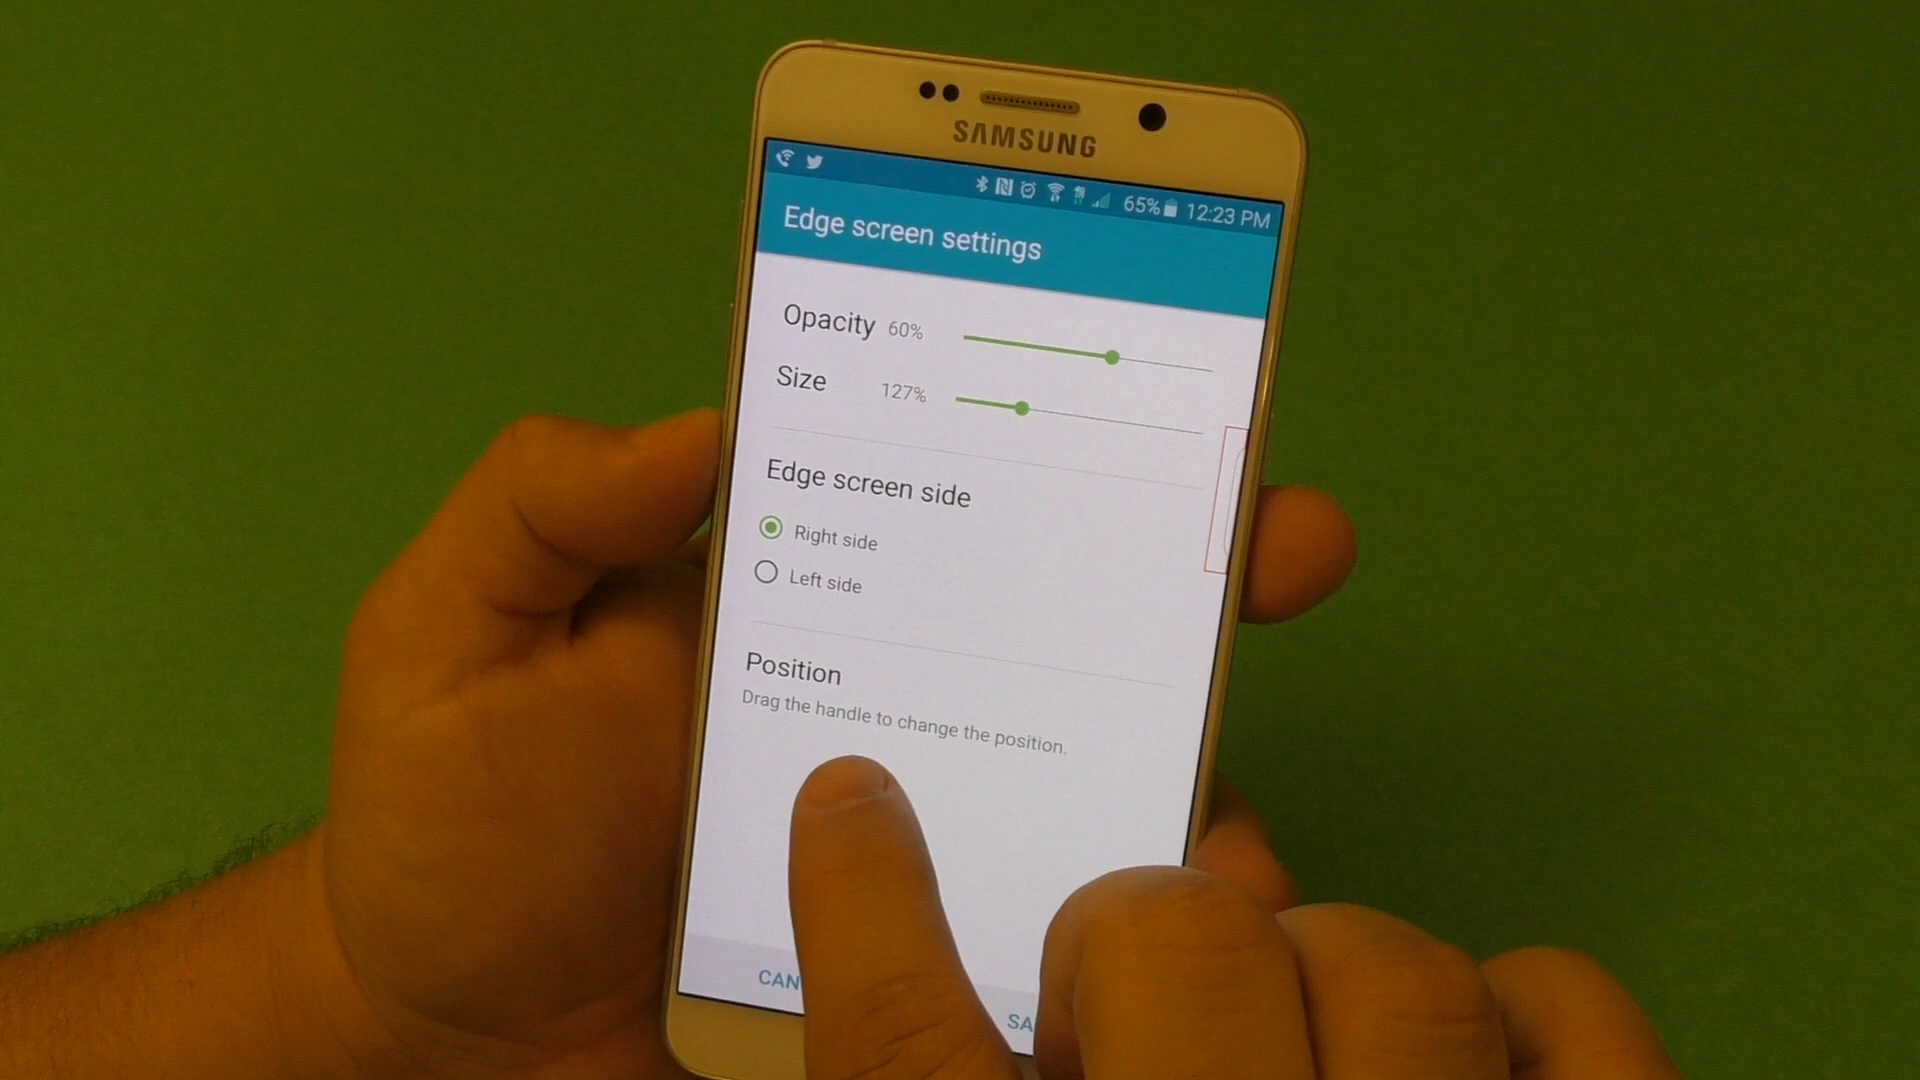 SAMSUNG
65% 12:23 PM
Edge screen settings
Opacity 60%
Size 127%
Edge screen side
Right side
Left side
Position
Drag the handle to change the position.
CAN
SA